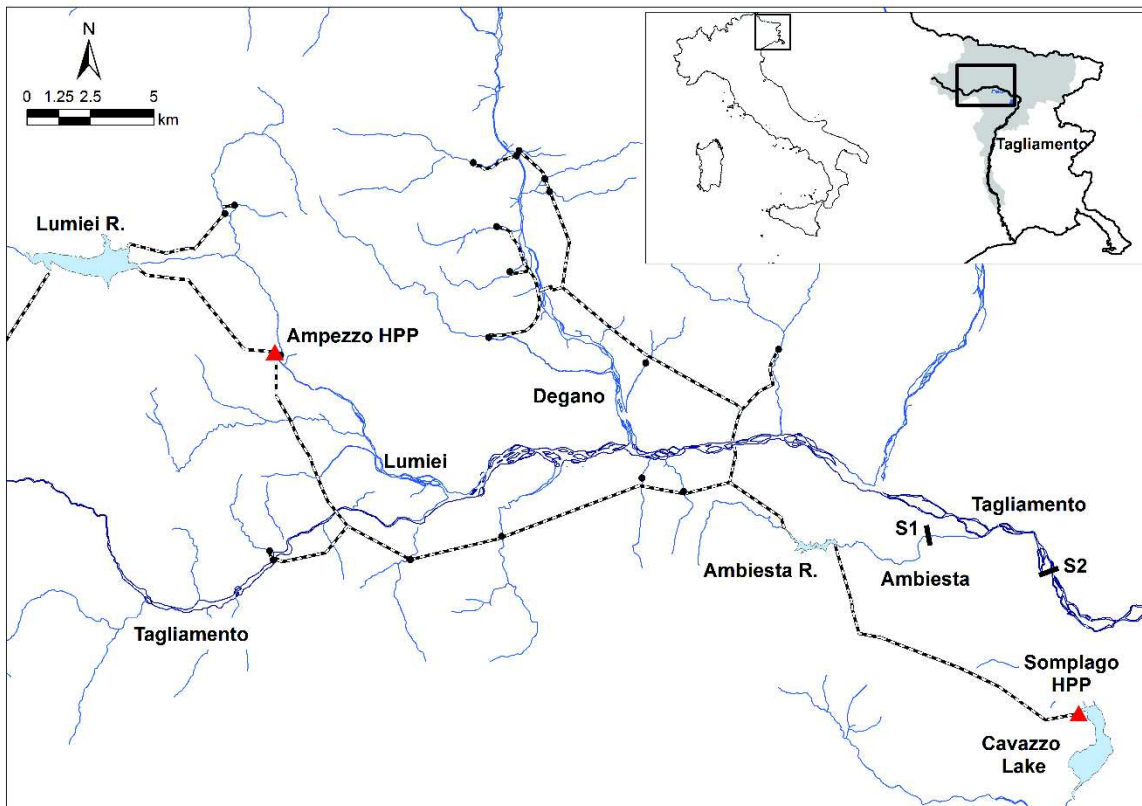 N
0 1.25 2.5 5
km
Tagliamento
Lumiei R.
Ampezzo HPP
Degano
Lumiei
Tagliamento
S1
S2
Ambiesta R.
Ambiesta
Tagliamento
Somplago
HPP
Cavazzo
Lake